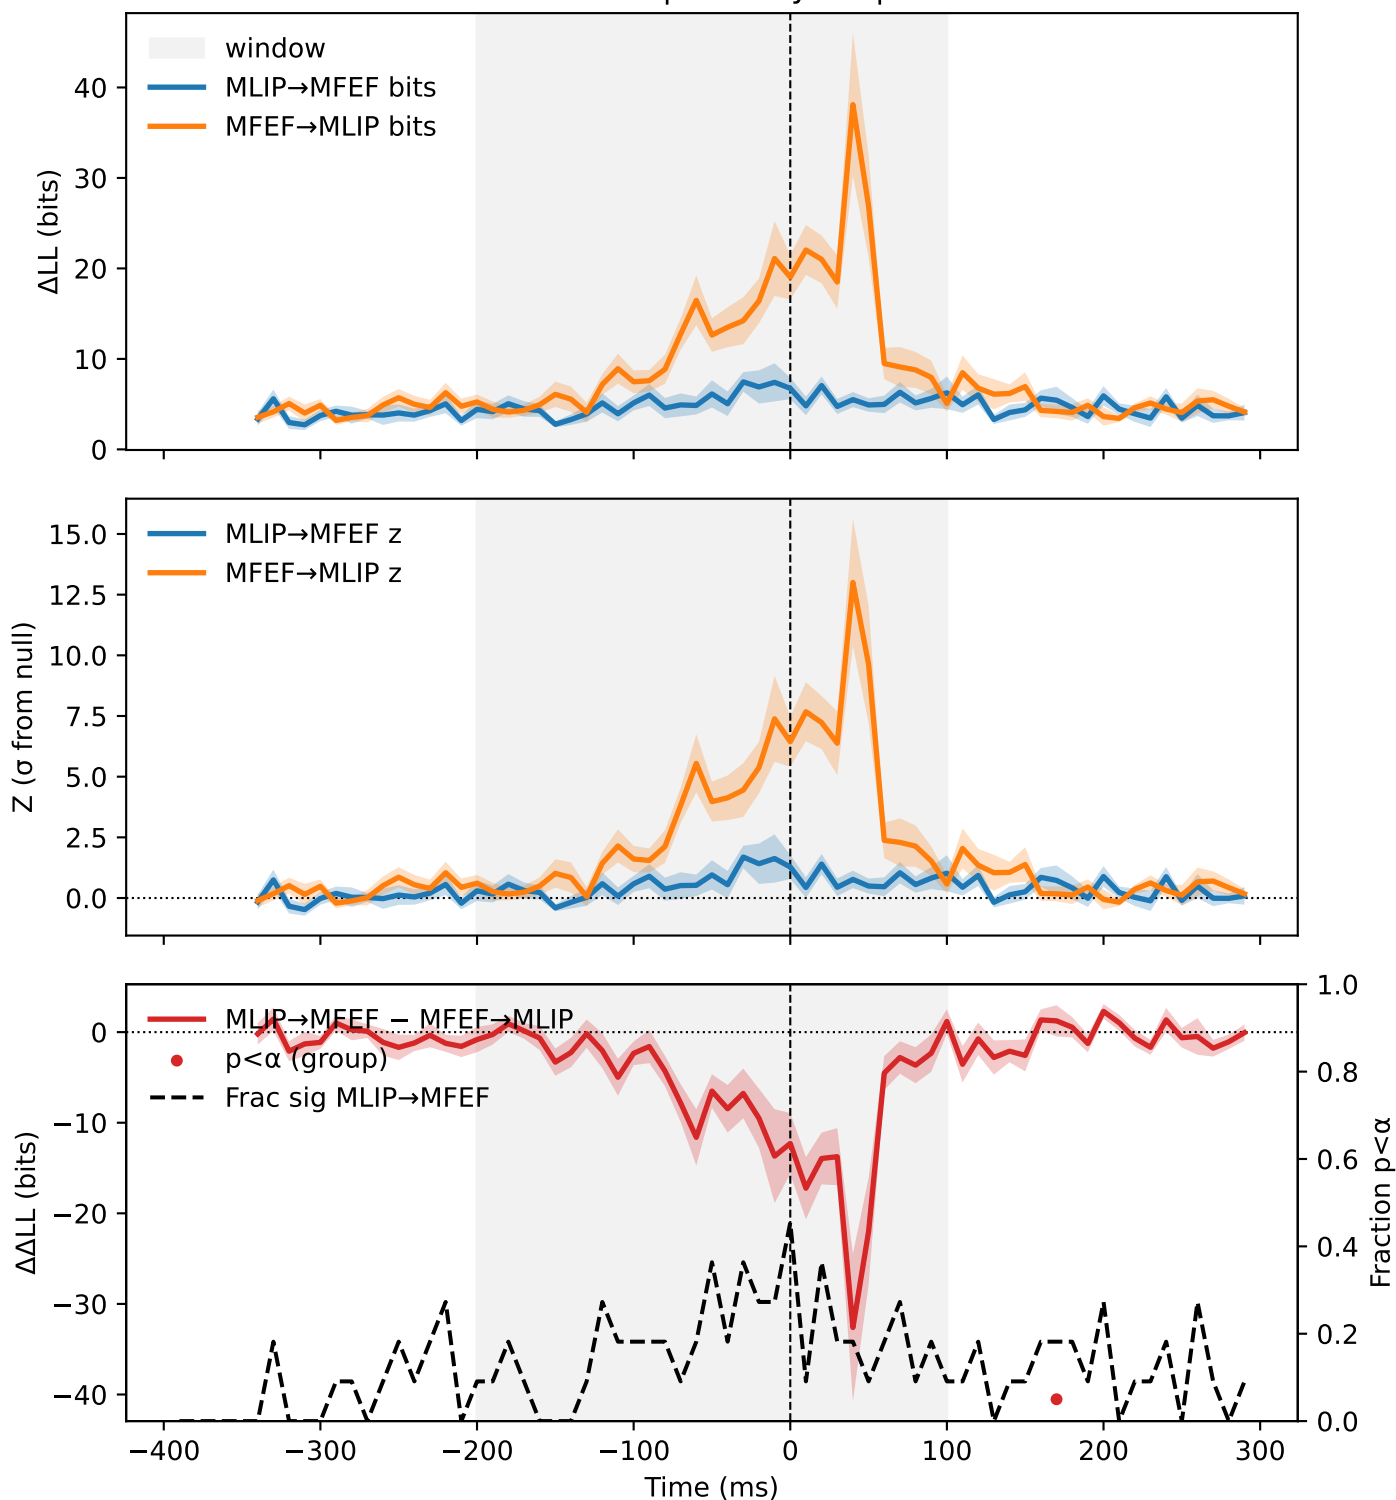 window
MLIP→MFEF bits
MFEF→MLIP bits
ΔLL (bits)
40
30
20
10
0
MLIP→MFEF z
MFEF→MLIP z
Z (σ from null)
15.0
12.5
10.0
7.5
5.0
2.5
0.0
MLIP→MFEF − MFEF→MLIP
p<α (group)
Frac sig MLIP→MFEF
ΔΔLL (bits)
0
−10
−20
−30
−40
1.0
0.8
0.6
0.4
0.2
0.0
Fraction p<α
−400 −300 −200 −100 0 100 200 300
Time (ms)